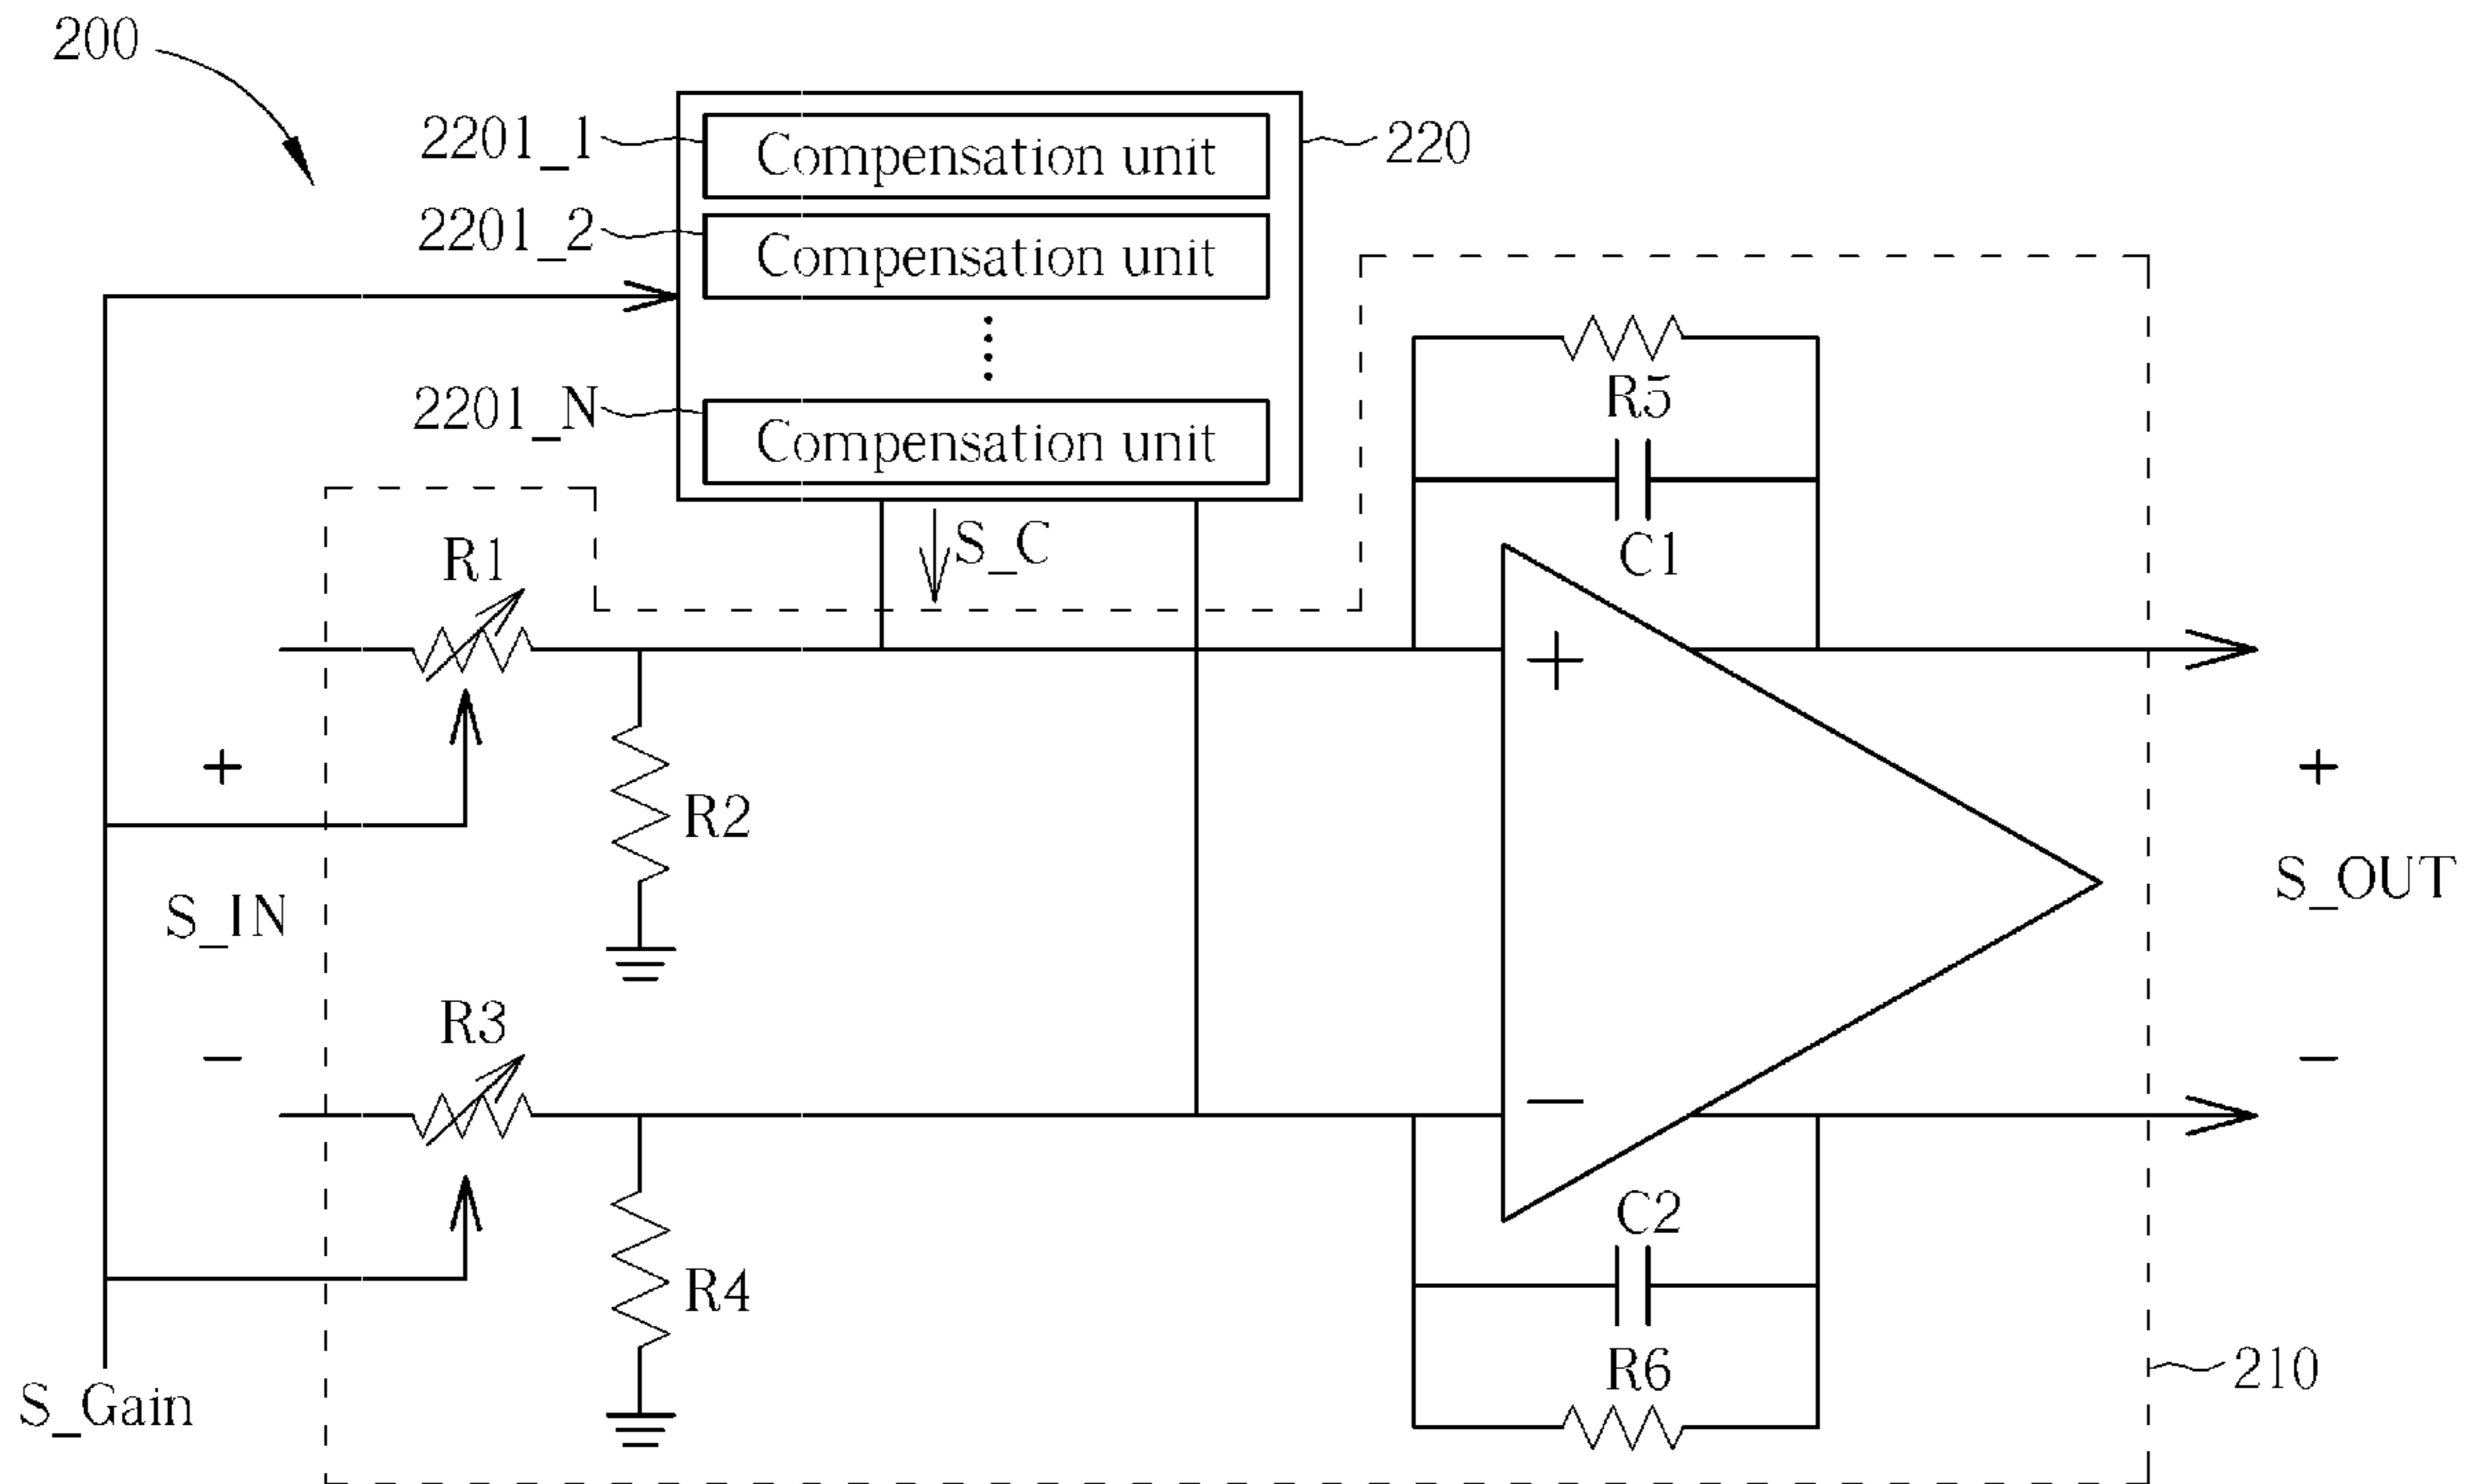 200
2201_1
Compensation unit
220
2201_2
Compensation unit
2201_N
Compensation unit
R5
C1
S_C
R1
+
+
R2
+
S_IN
S_OUT
R3
−
−
−
C2
R4
R6
210
S_Gain